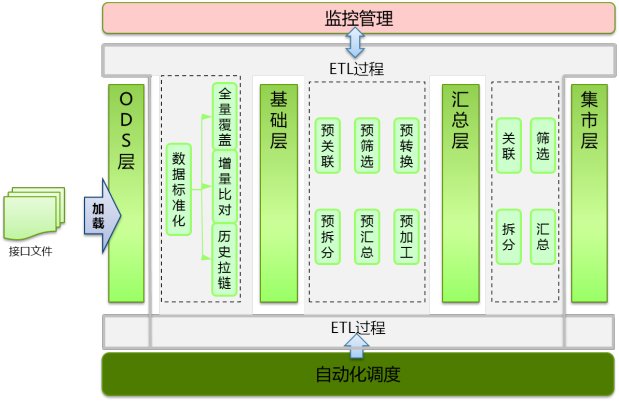 监控管理
ETL过程
ODS层
数据标准化
全量覆盖
增量比对
历史拉链
基础层
预关联
预筛选
预转换
预拆分
预汇总
预加工
汇总层
关联
筛选
拆分
汇总
集市层
加载
接口文件
ETL过程
自动化调度